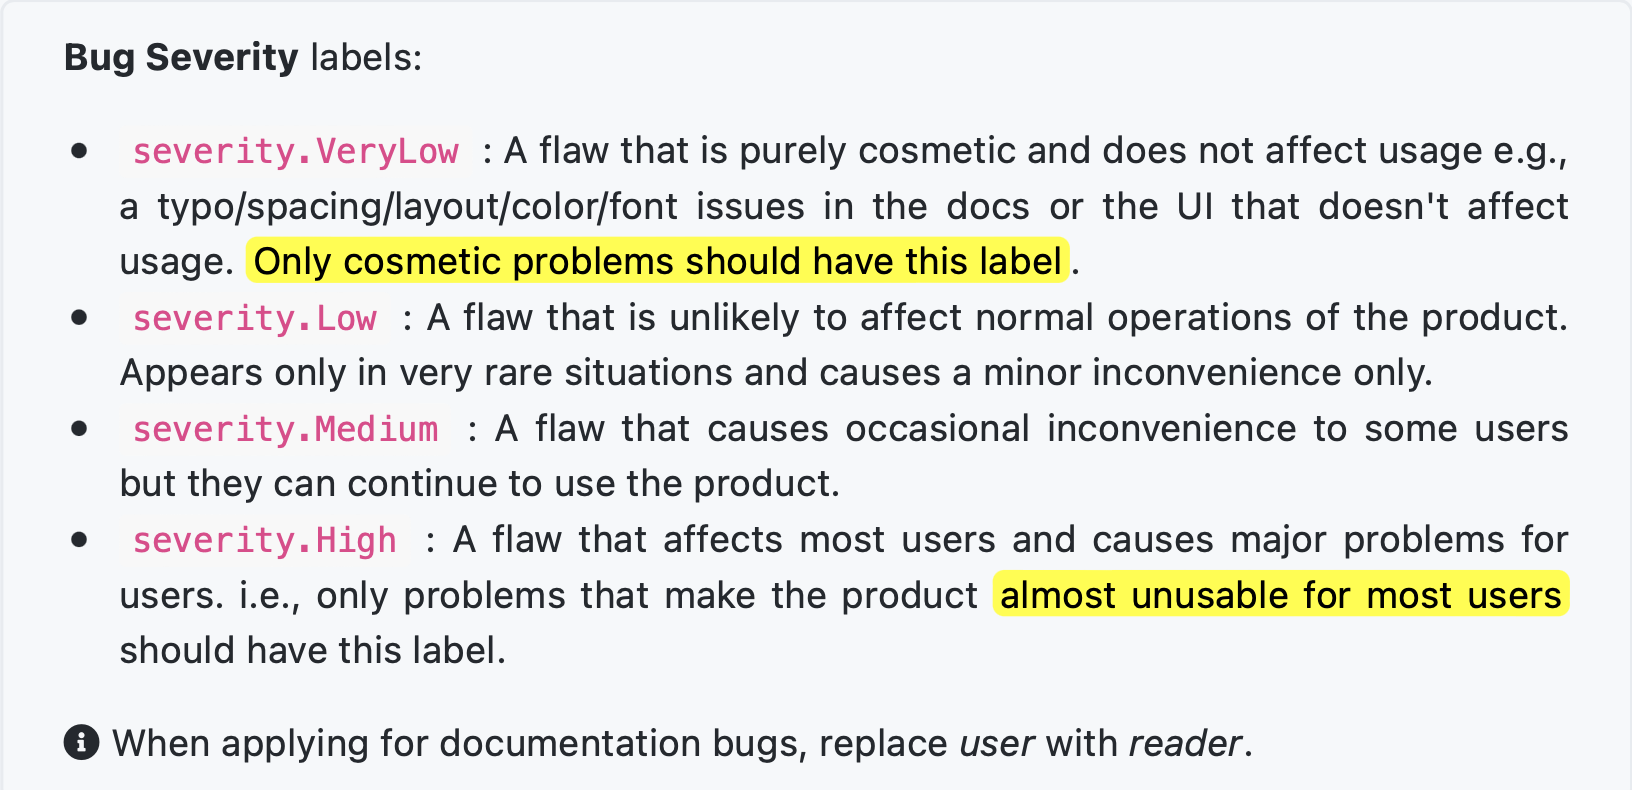 Bug Severity labels:
● severity.VeryLow : A flaw that is purely cosmetic and does not affect usage e.g.,
a typo/spacing/layout/color/font issues in the docs or the UI that doesn't affect
usage. Only cosmetic problems should have this label.
● severity.Low : A flaw that is unlikely to affect normal operations of the product.
Appears only in very rare situations and causes a minor inconvenience only.
● severity.Medium : A flaw that causes occasional inconvenience to some users
but they can continue to use the product.
● severity.High : A flaw that affects most users and causes major problems for
users. i.e., only problems that make the product almost unusable for most users
should have this label.
When applying for documentation bugs, replace user with reader.